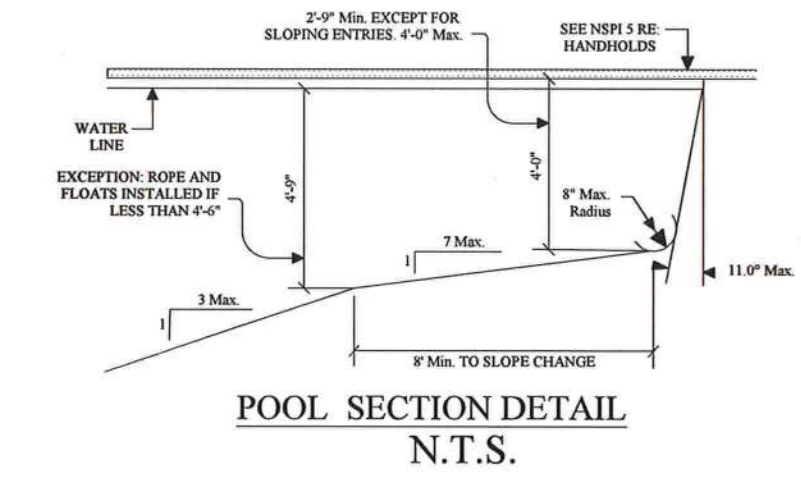 2'-9" Min. EXCEPT FOR
SLOPING ENTRIES. 4'-0" Max.
SEE NSPI 5 RE:
HANDHOLDS
WATER
LINE
EXCEPTION: ROPE AND
FLOATS INSTALLED IF
LESS THAN 4'-6"
4'-9"
4'-0"
8" Max.
Radius
7 Max.
1
11.0° Max.
3 Max.
1
8' Min. TO SLOPE CHANGE
POOL SECTION DETAIL
N.T.S.